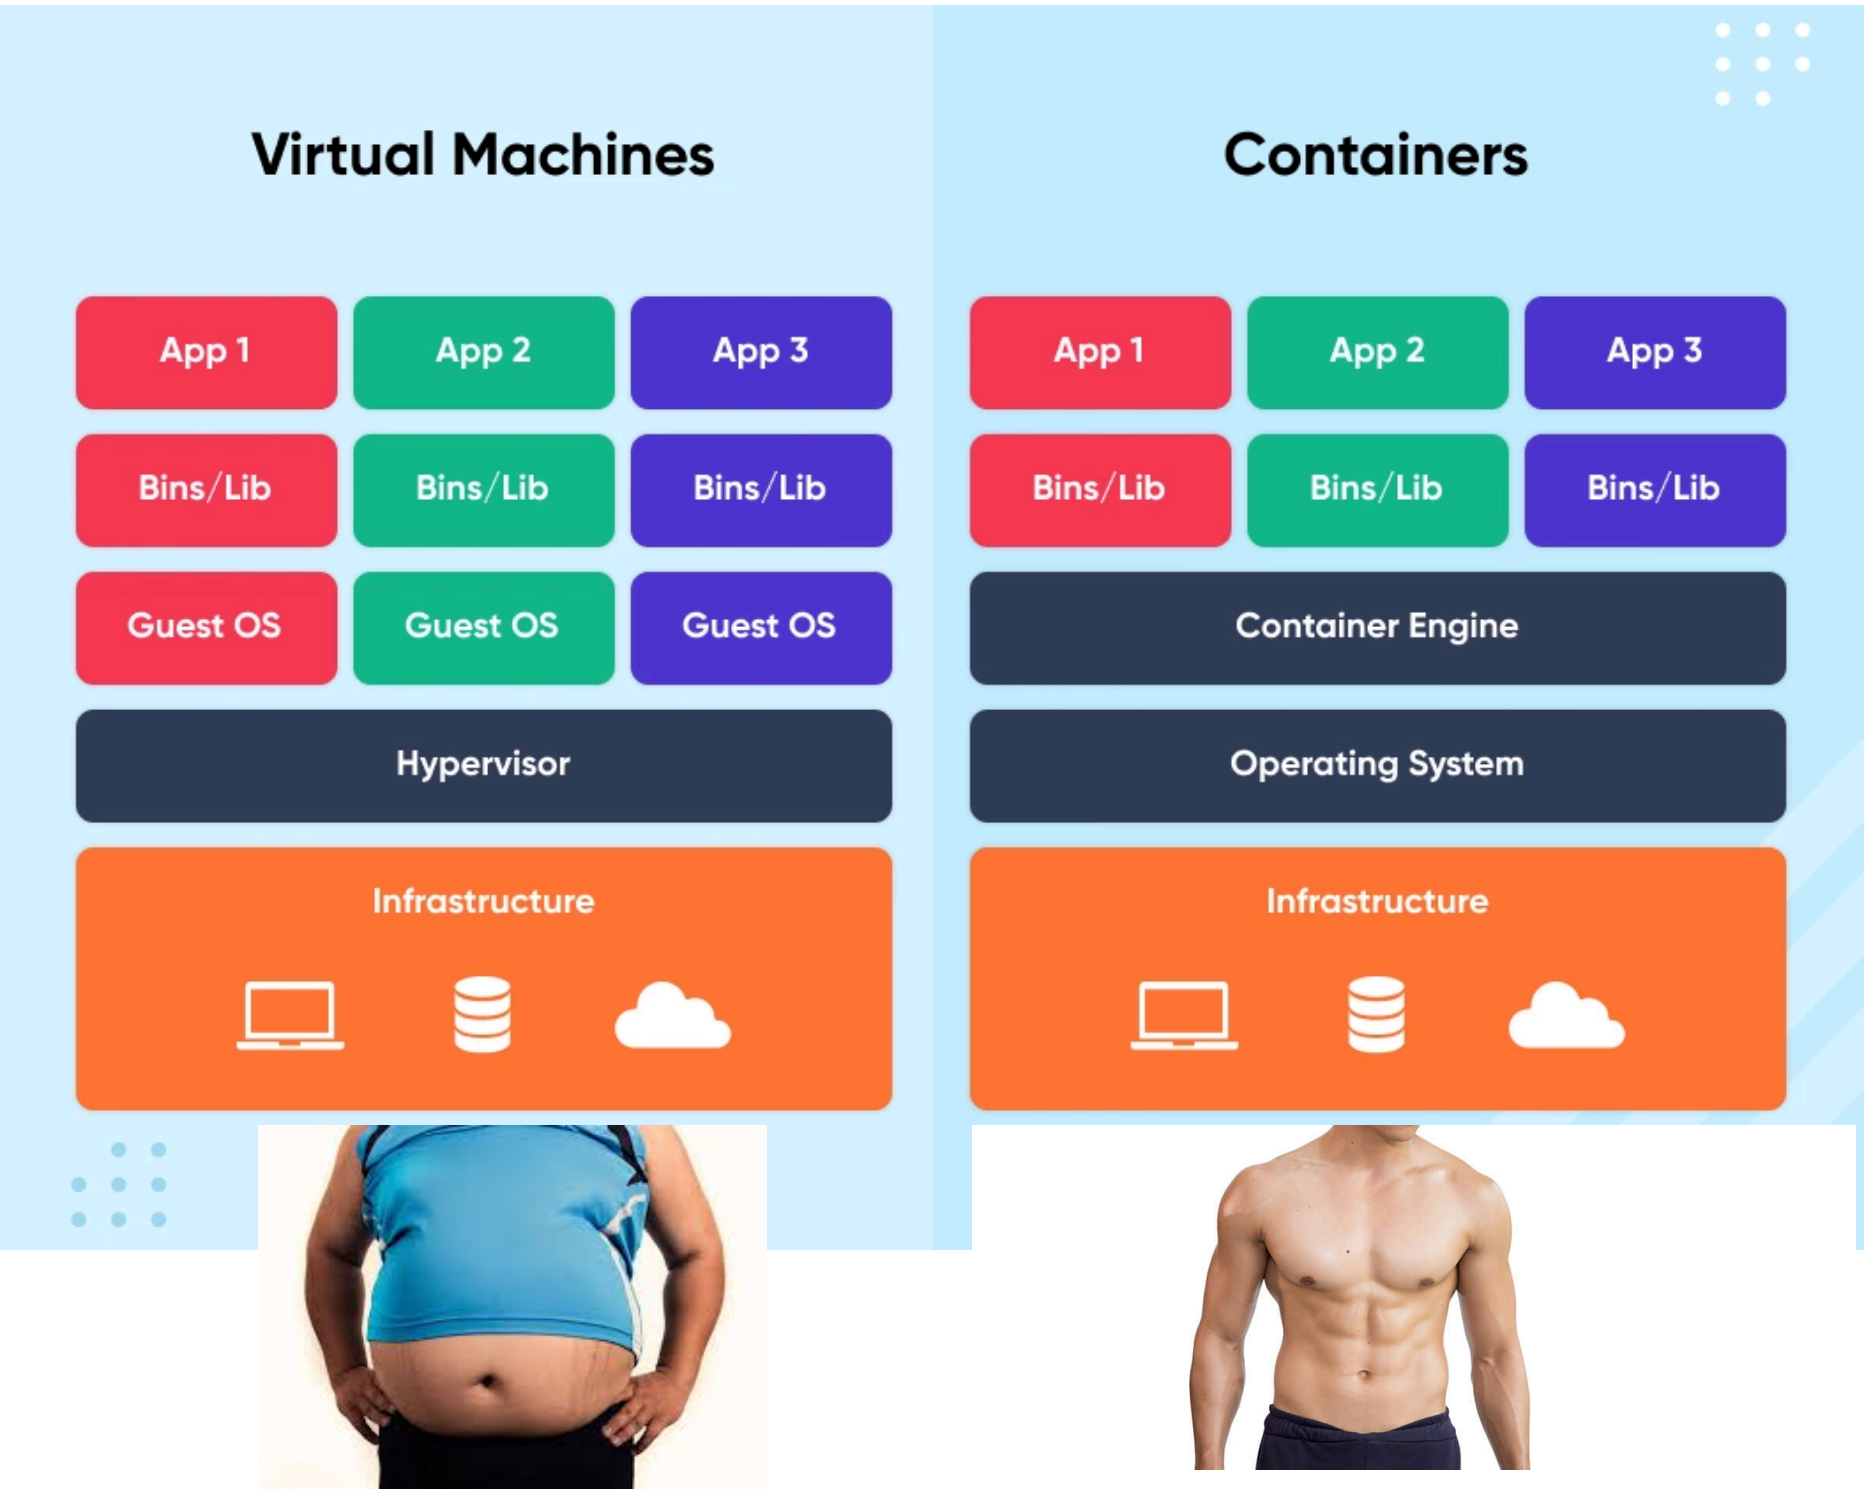 Virtual Machines
App 1
App 2
App 3
Bins/Lib
Bins/Lib
Bins/Lib
Guest OS
Guest OS
Guest OS
Hypervisor
Infrastructure
Containers
App 1
App 2
App 3
Bins/Lib
Bins/Lib
Bins/Lib
Container Engine
Operating System
Infrastructure